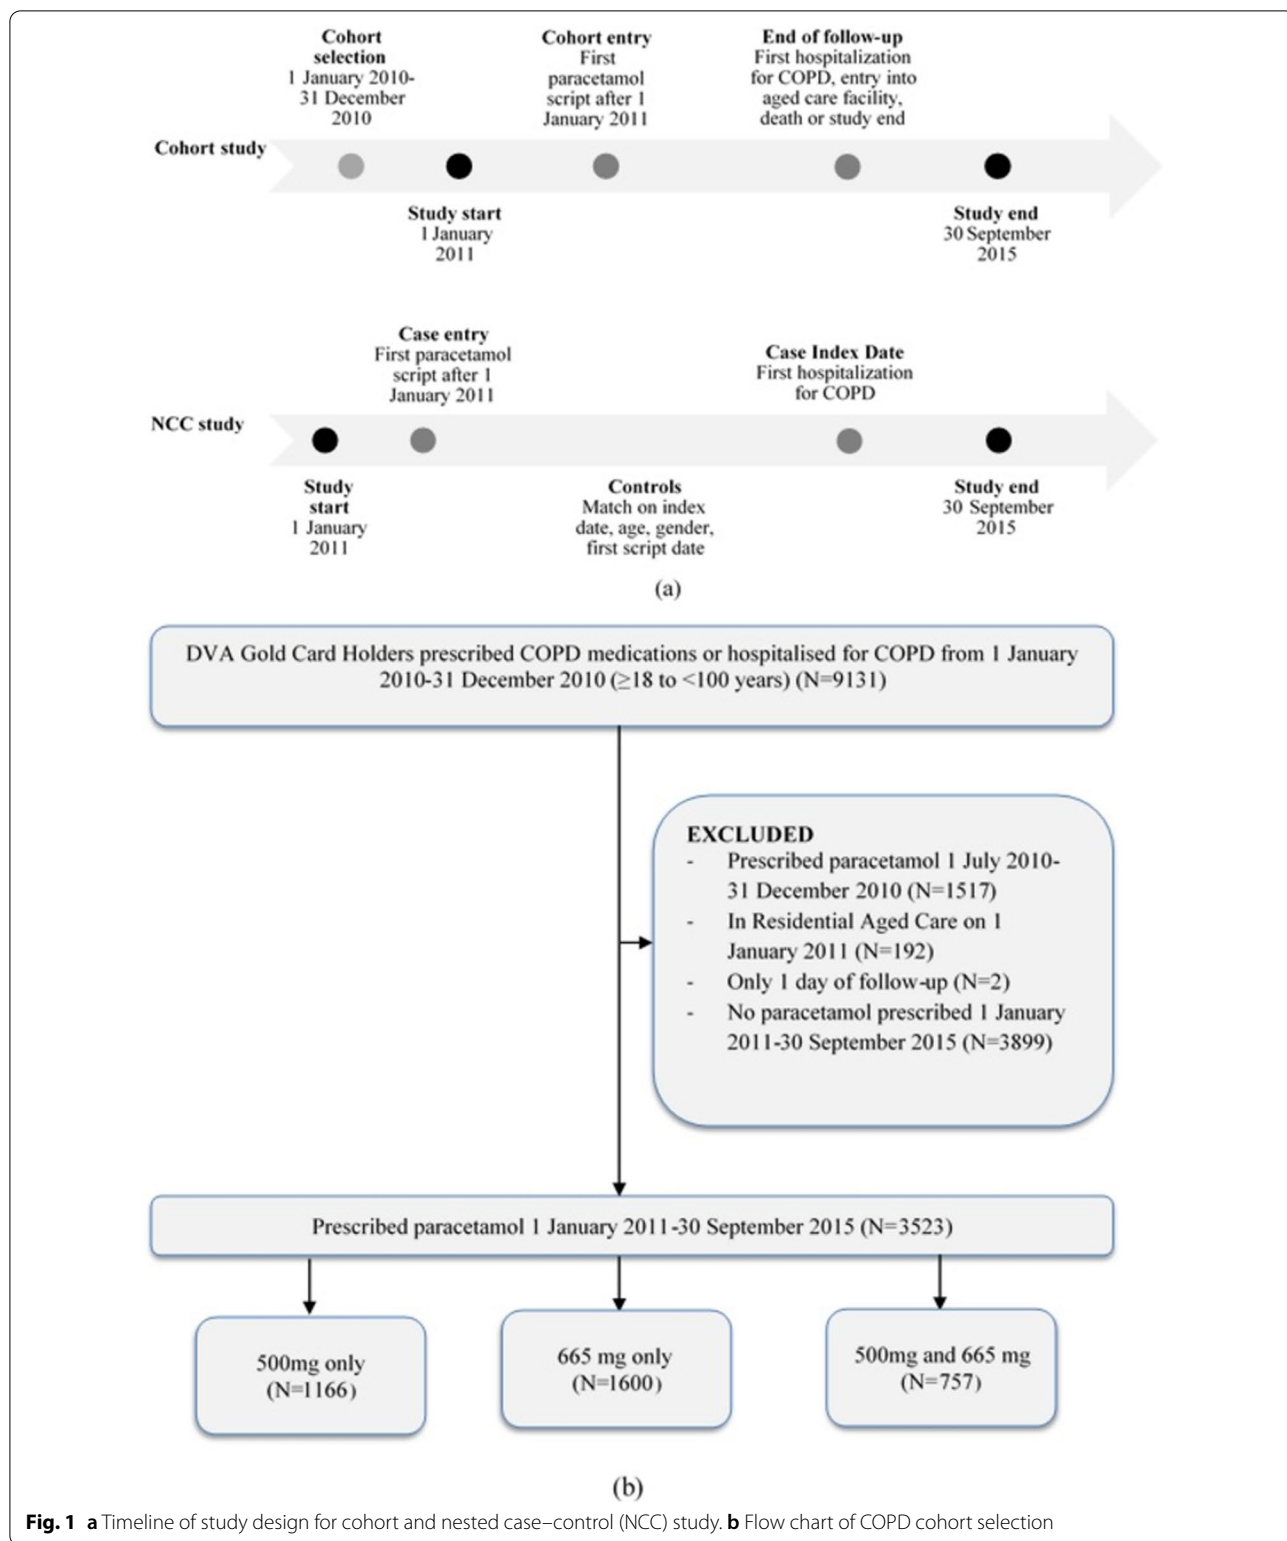 Cohort
selection
1 January 2010-
31 December
2010
Cohort entry
First
paracetamol
script after 1
January 2011
End of follow-up
First hospitalization
for COPD, entry into
aged care facility,
death or study end
Cohort study
Study start
1 January
2011
Study end
30 September
2015
Case entry
First paracetamol
script after 1
January 2011
Case Index Date
First hospitalization
for COPD
NCC study
Study
start
1 January
2011
Controls
Match on index
date, age, gender,
first script date
Study end
30 September
2015
(a)
DVA Gold Card Holders prescribed COPD medications or hospitalised for COPD from 1 January
2010-31 December 2010 (≥18 to <100 years) (N=9131)
EXCLUDED
- Prescribed paracetamol 1 July 2010-
31 December 2010 (N=1517)
- In Residential Aged Care on 1
January 2011 (N=192)
- Only 1 day of follow-up (N=2)
- No paracetamol prescribed 1 January
2011-30 September 2015 (N=3899)
Prescribed paracetamol 1 January 2011-30 September 2015 (N=3523)
500mg only
(N=1166)
665 mg only
(N=1600)
500mg and 665 mg
(N=757)
(b)
Fig. 1 a Timeline of study design for cohort and nested case–control (NCC) study. b Flow chart of COPD cohort selection